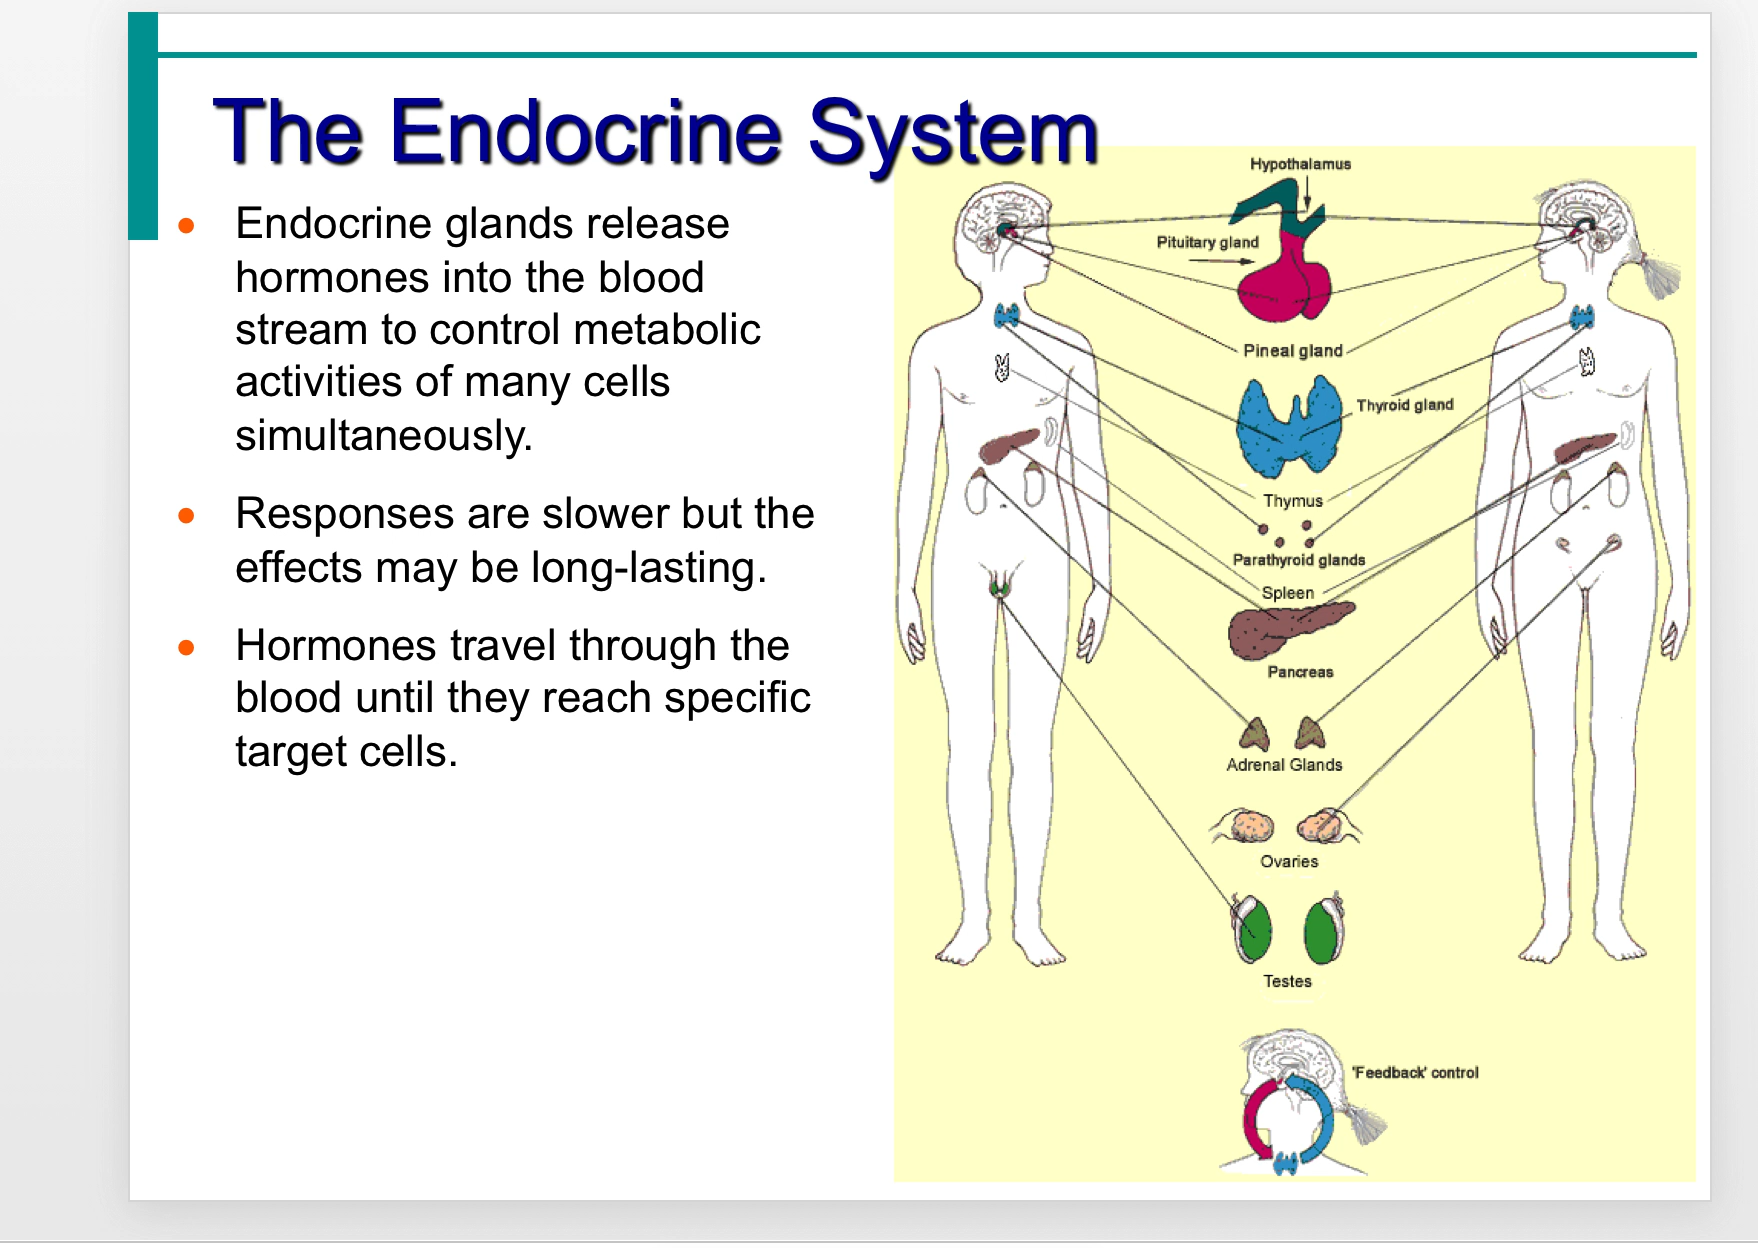 The Endocrine System
• Endocrine glands release
hormones into the blood
stream to control metabolic
activities of many cells
simultaneously.
• Responses are slower but the
effects may be long-lasting.
• Hormones travel through the
blood until they reach specific
target cells.
Hypothalamus
Pituitary gland
Pineal gland
Thyroid gland
Thymus
Parathyroid glands
Spleen
Pancreas
Adrenal Glands
Ovaries
Testes
'Feedback' control